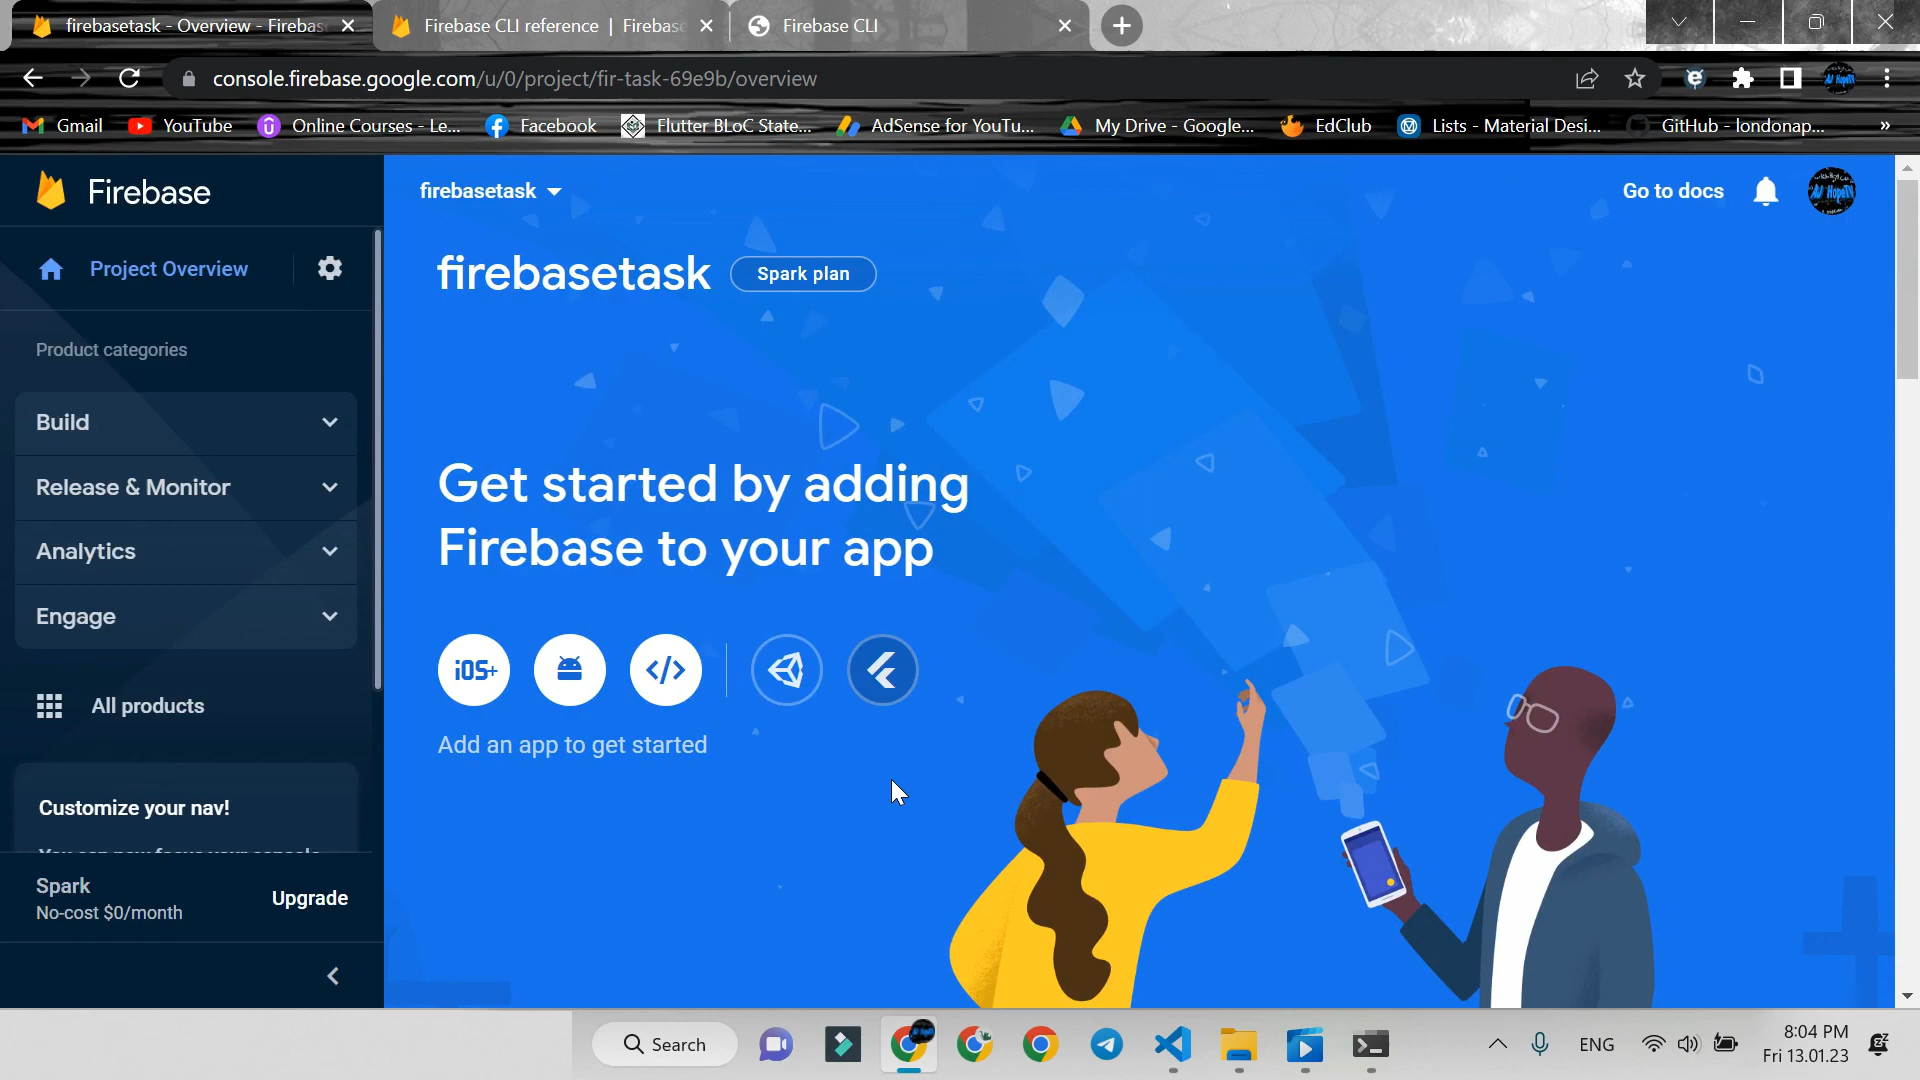 firebasetask - Overview - Firebas
Firebase CLI reference | Firebase
Firebase CLI
console.firebase.google.com/u/0/project/fir-task-69e9b/overview
Gmail
YouTube
Online Courses - Le...
Facebook
Flutter BLoC State...
AdSense for YouTu...
My Drive - Google...
EdClub
Lists - Material Desi...
GitHub - londonap...
»
Firebase
Project Overview
Product categories
Build
Release & Monitor
Analytics
Engage
All products
Customize your nav!
Spark
No-cost $0/month
Upgrade
firebasetask
Go to docs
firebasetask
Spark plan
Get started by adding
Firebase to your app
iOS+
Add an app to get started
Search
ENG
8:04 PM
Fri 13.01.23